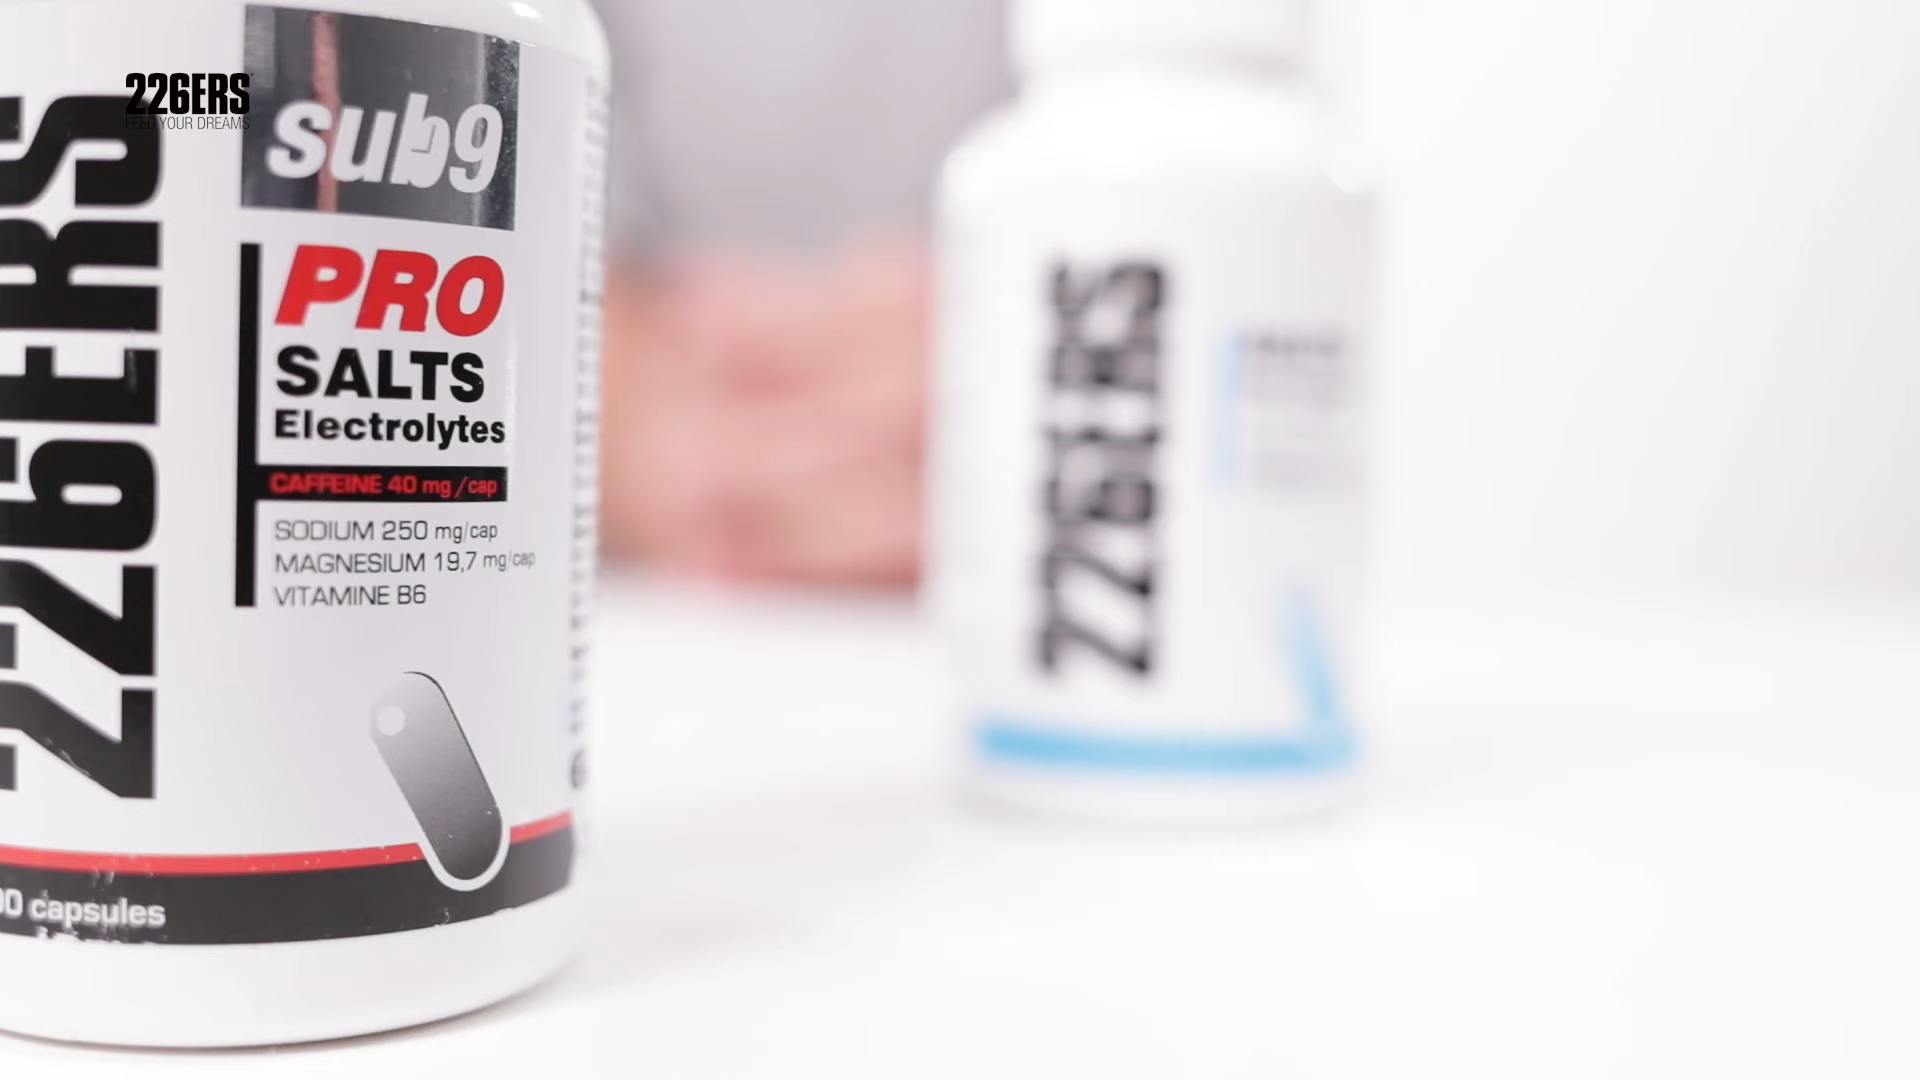 226ERS
FEED YOUR DREAMS
226ERS
sub9
PRO
SALTS
Electrolytes
CAFFEINE 40 mg/cap
SODIUM 250 mg/cap
MAGNESIUM 19,7 mg/cap
VITAMINE B6
capsules
226ERS